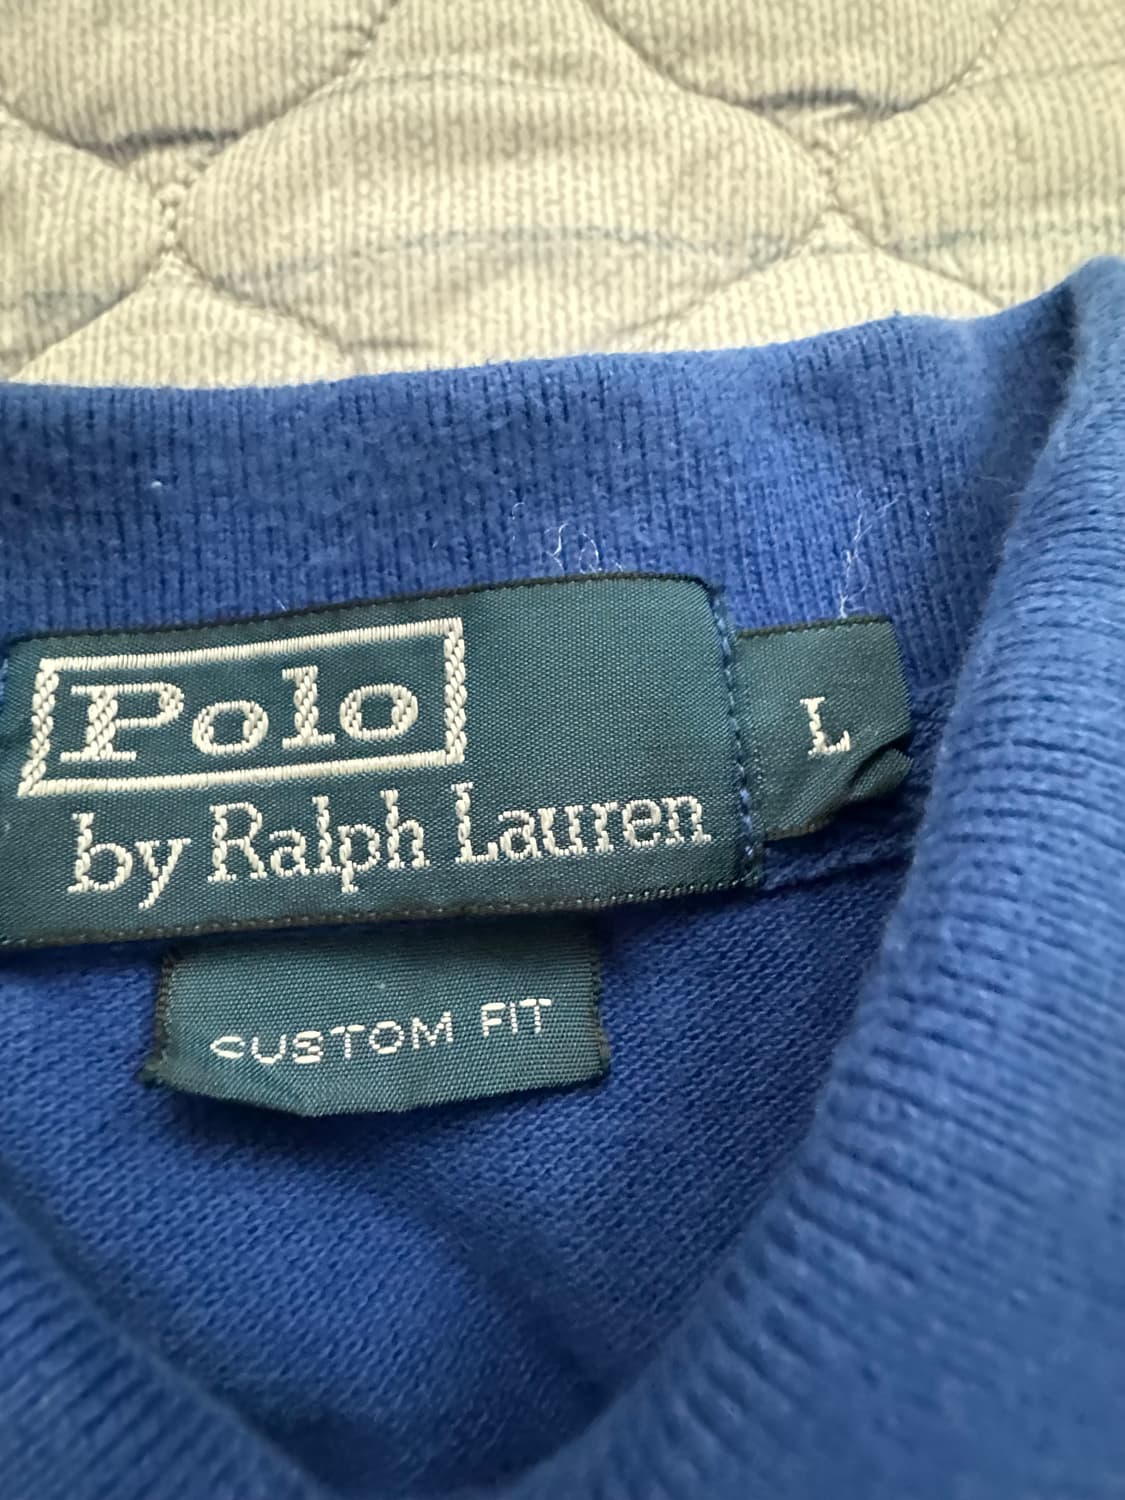 Polo
by Ralph Lauren
L
CUSTOM FIT